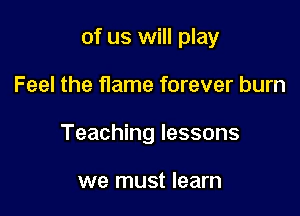 of us will play
Feel the flame forever burn
Teaching lessons
we must learn